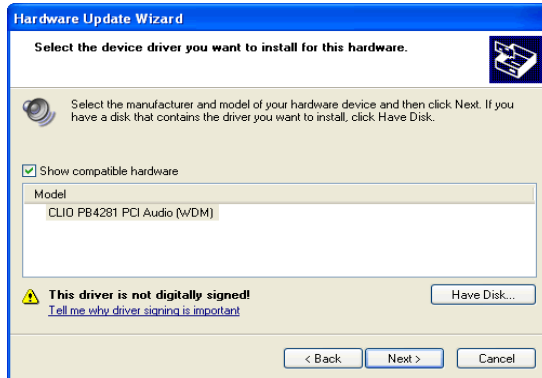 Hardware Update Wizard
Select the device driver you want to install for this hardware.
Select the manufacturer and model of your hardware device and then click Next. If you
have a disk that contains the driver you want to install, click Have Disk.
Show compatible hardware
Model
CLIO PB4281 PCI Audio (WDM)
This driver is not digitally signed!
Have Disk...
Tell me why driver signing is important
< Back
Next >
Cancel